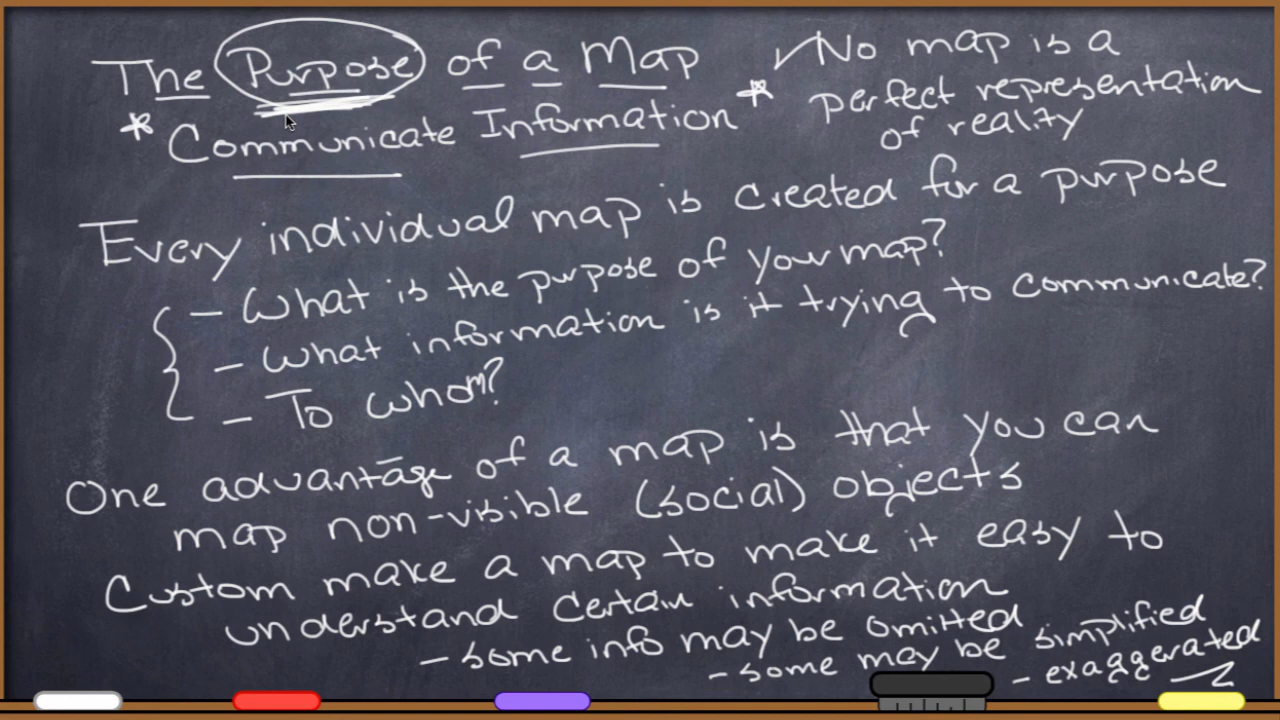 The Purpose of a Map
* Communicate Information
* ✓No map is a
perfect representation
of reality
Every individual map is created for a purpose
- What is the purpose of your map?
- What information is it trying to communicate?
- To whom?
One advantage of a map is that you can
map non-visible (social) objects
Custom make a map to make it easy to
understand certain information
- some info may be omitted
- some may be simplified
- exaggerated